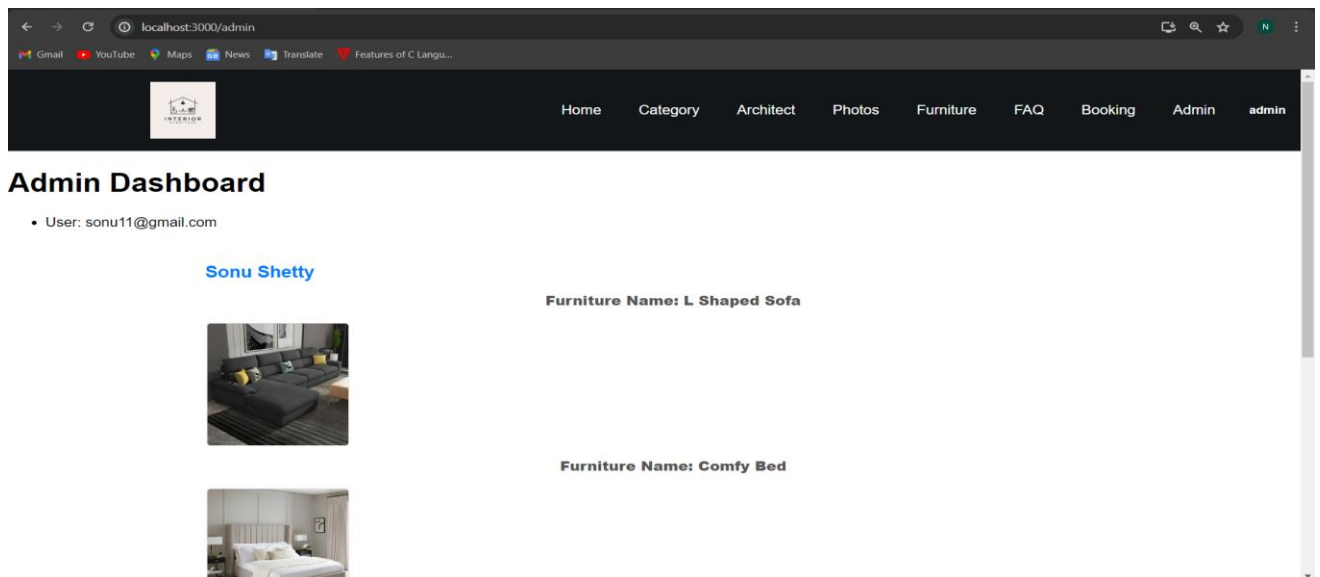 localhost:3000/admin
N
Gmail YouTube Maps News Translate Features of C Langu...
INTERIOR
Home Category Architect Photos Furniture FAQ Booking Admin admin
Admin Dashboard
• User: sonu11@gmail.com
Sonu Shetty
Furniture Name: L Shaped Sofa
Furniture Name: Comfy Bed